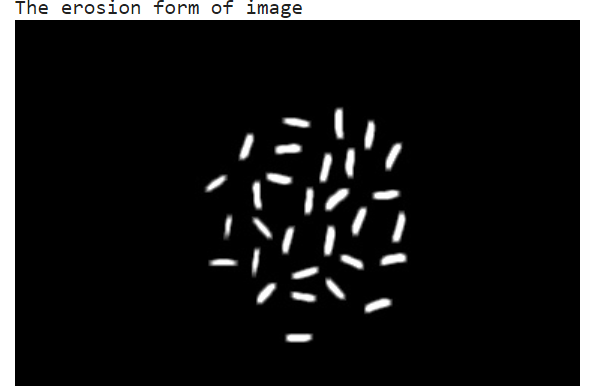 The erosion form of image